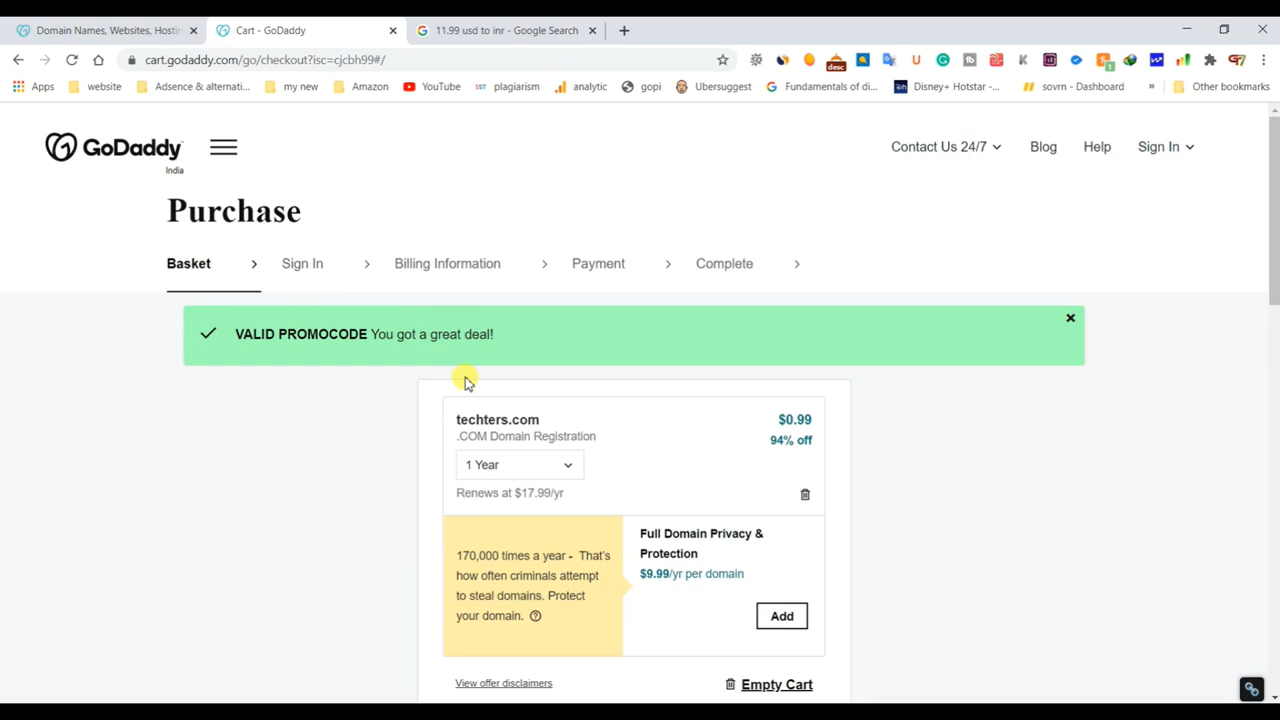 Domain Names, Websites, Hostin
Cart - GoDaddy
11.99 usd to inr - Google Search
cart.godaddy.com/go/checkout?isc=cjcbh99#/
desc
1
Apps
website
Adsence & alternati...
my new
Amazon
YouTube
SST plagiarism
analytic
gopi
Ubersuggest
Fundamentals of di...
Disney+ Hotstar -...
sovrn - Dashboard
»
Other bookmarks
GoDaddy
India
Contact Us 24/7
Blog
Help
Sign In
Purchase
Basket
Sign In
Billing Information
Payment
Complete
VALID PROMOCODE You got a great deal!
techters.com
$0.99
.COM Domain Registration
94% off
1 Year
Renews at $17.99/yr
170,000 times a year - That's
how often criminals attempt
to steal domains. Protect
your domain.
Full Domain Privacy &
Protection
$9.99/yr per domain
Add
View offer disclaimers
Empty Cart